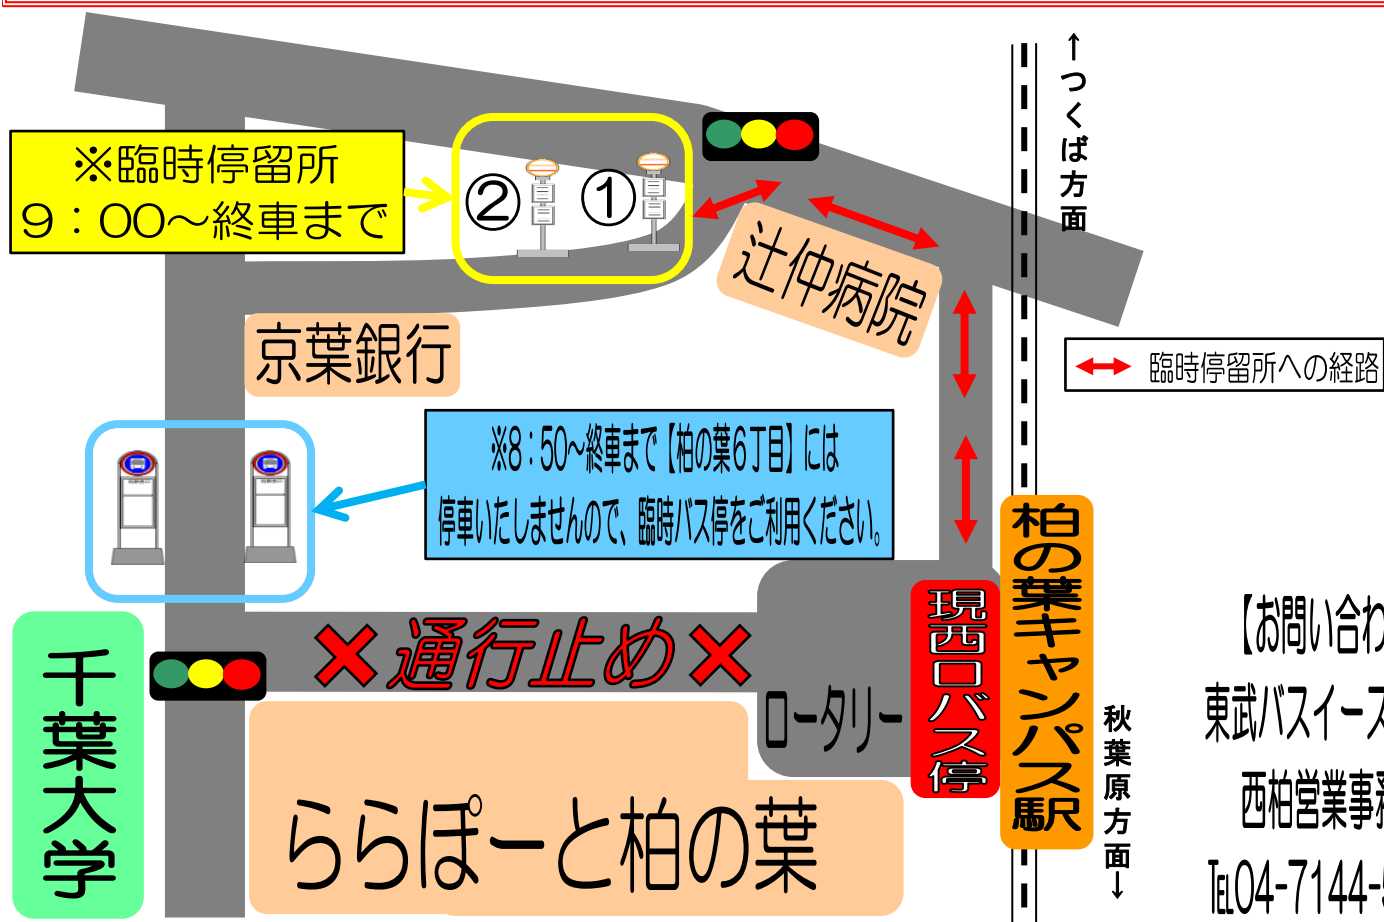 ↑つくば方面
※臨時停留所
9：00～終車まで
②
①
辻仲病院
京葉銀行
臨時停留所への経路
※8：50～終車まで【柏の葉6丁目】には
停車いたしませんので、臨時バス停をご利用ください。
柏の葉キャンパス駅
現西口バス停
通行止め
ロータリー
千葉大学
ららぽーと柏の葉
秋葉原方面↓
【お問い合わ
東武バスイース
西柏営業事務
℡04-7144-